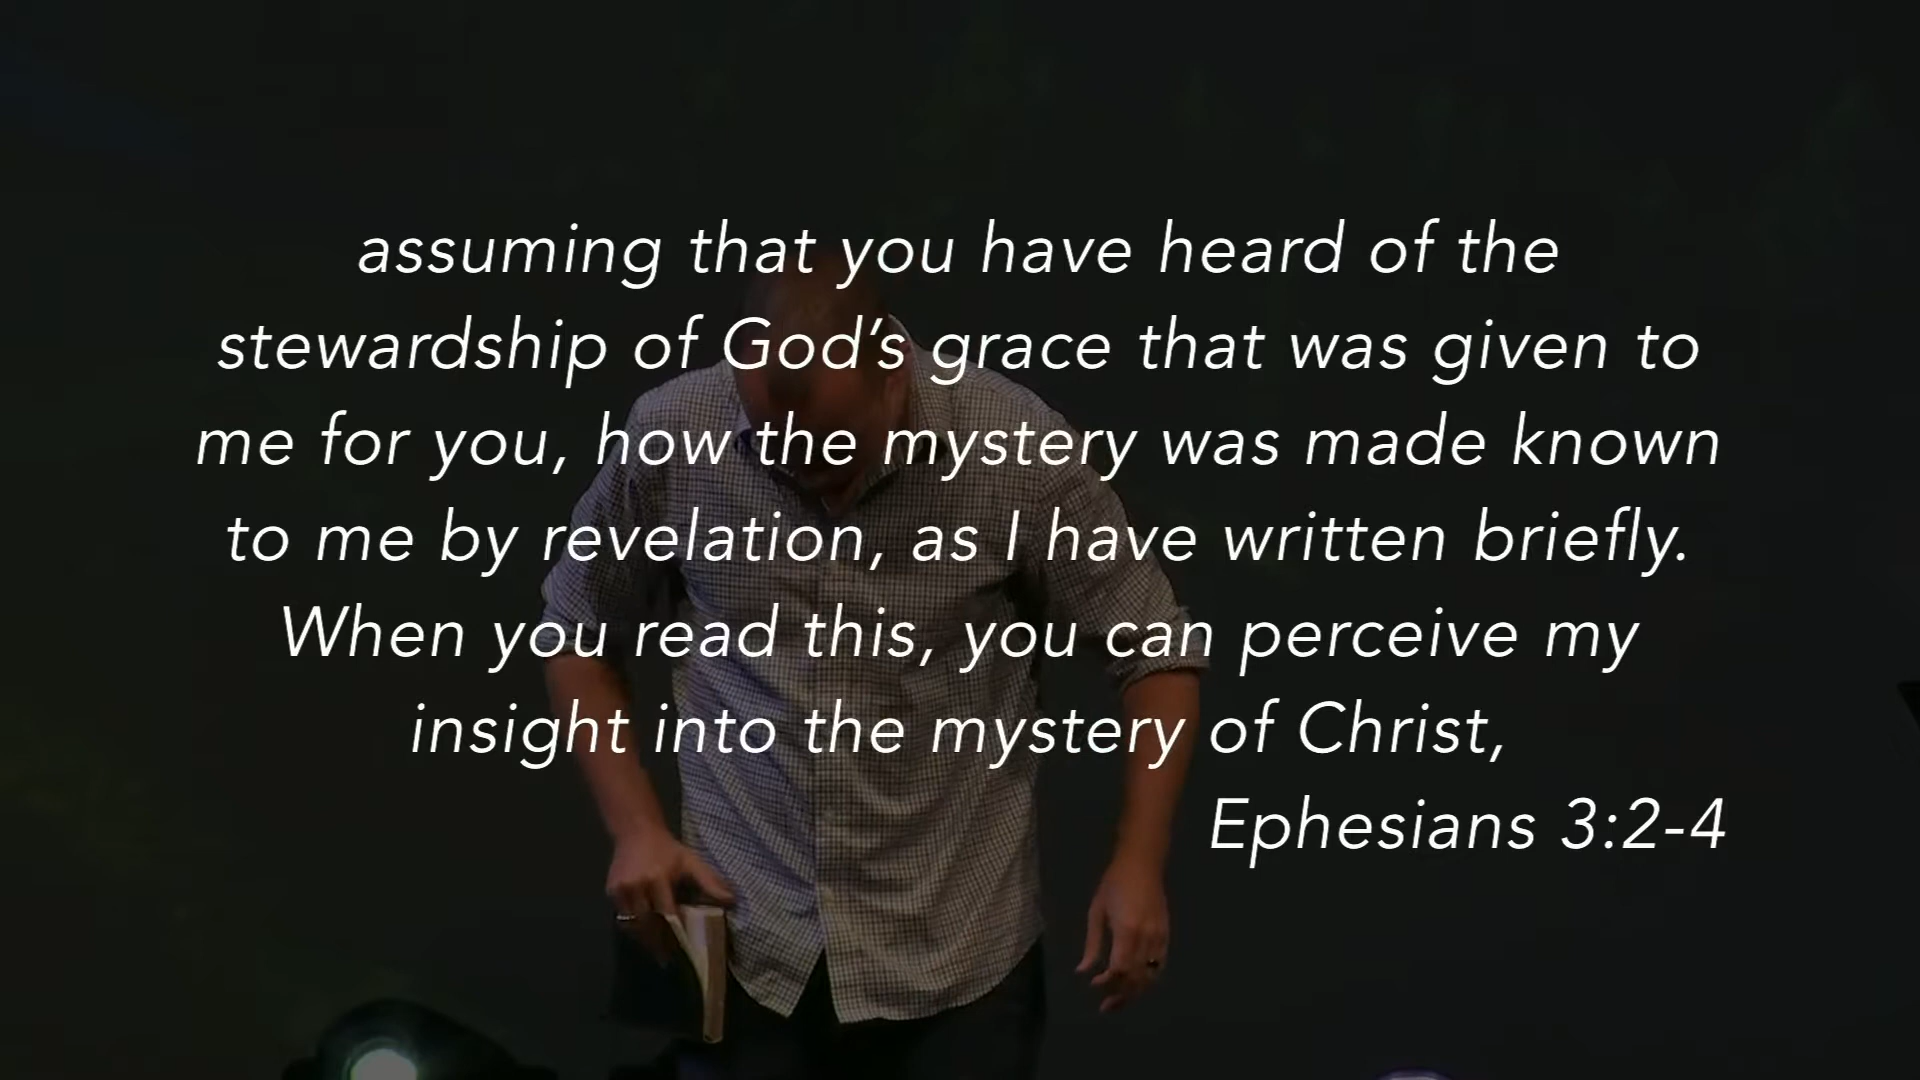 assuming that you have heard of the
stewardship of God’s grace that was given to
me for you, how the mystery was made known
to me by revelation, as I have written briefly.
When you read this, you can perceive my
insight into the mystery of Christ,
Ephesians 3:2-4